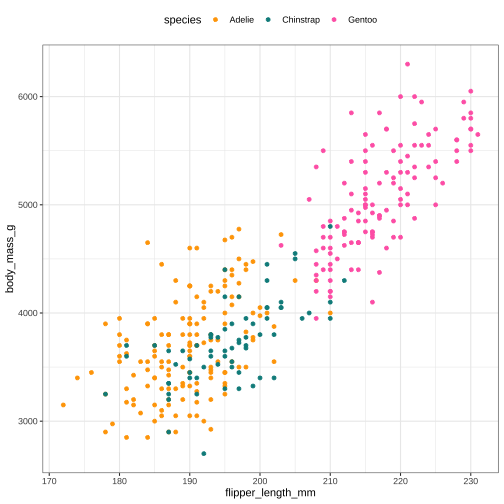 species Adelie Chinstrap Gentoo
6000
5000
4000
3000
body_mass_g
170 180 190 200 210 220 230
flipper_length_mm